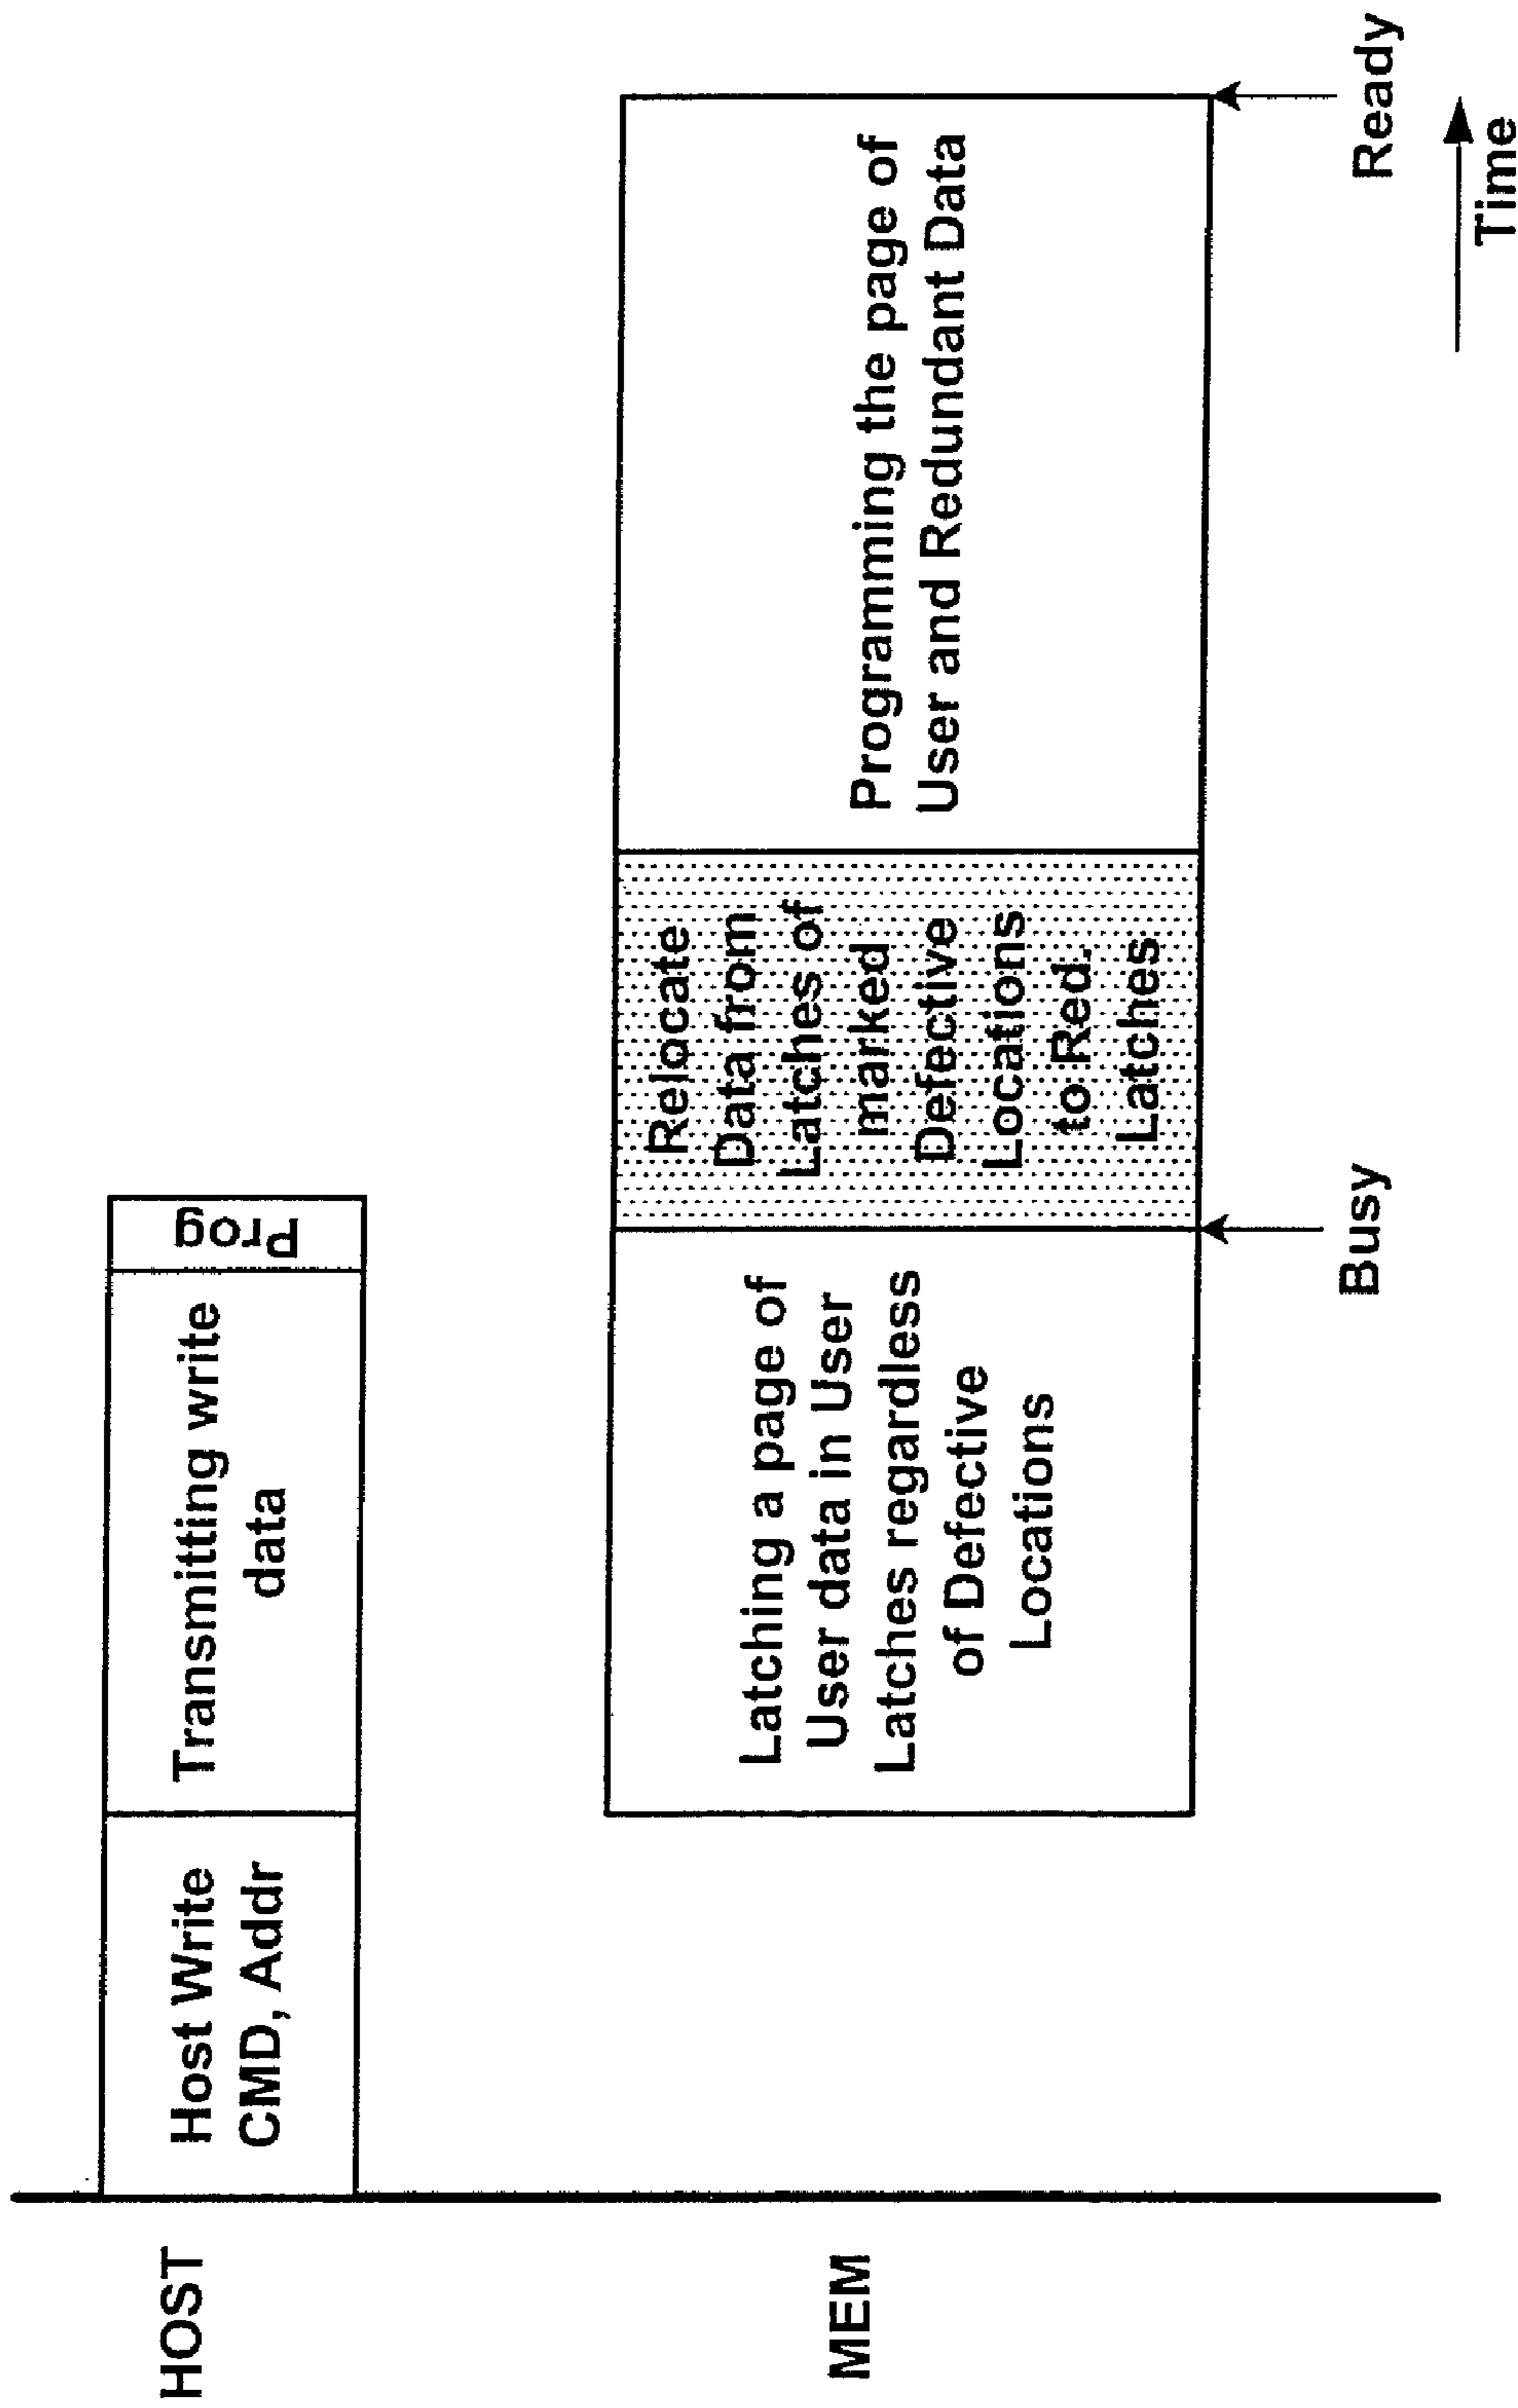 HOST
Host Write
CMD, Addr
Transmitting write
data
Prog
MEM
Latching a page of
User data in User
Latches regardless
of Defective
Locations
Relocate
Data from
Latches of
marked
Defective
Locations
to Red.
Latches
Programming the page of
User and Redundant Data
Busy
Ready
Time